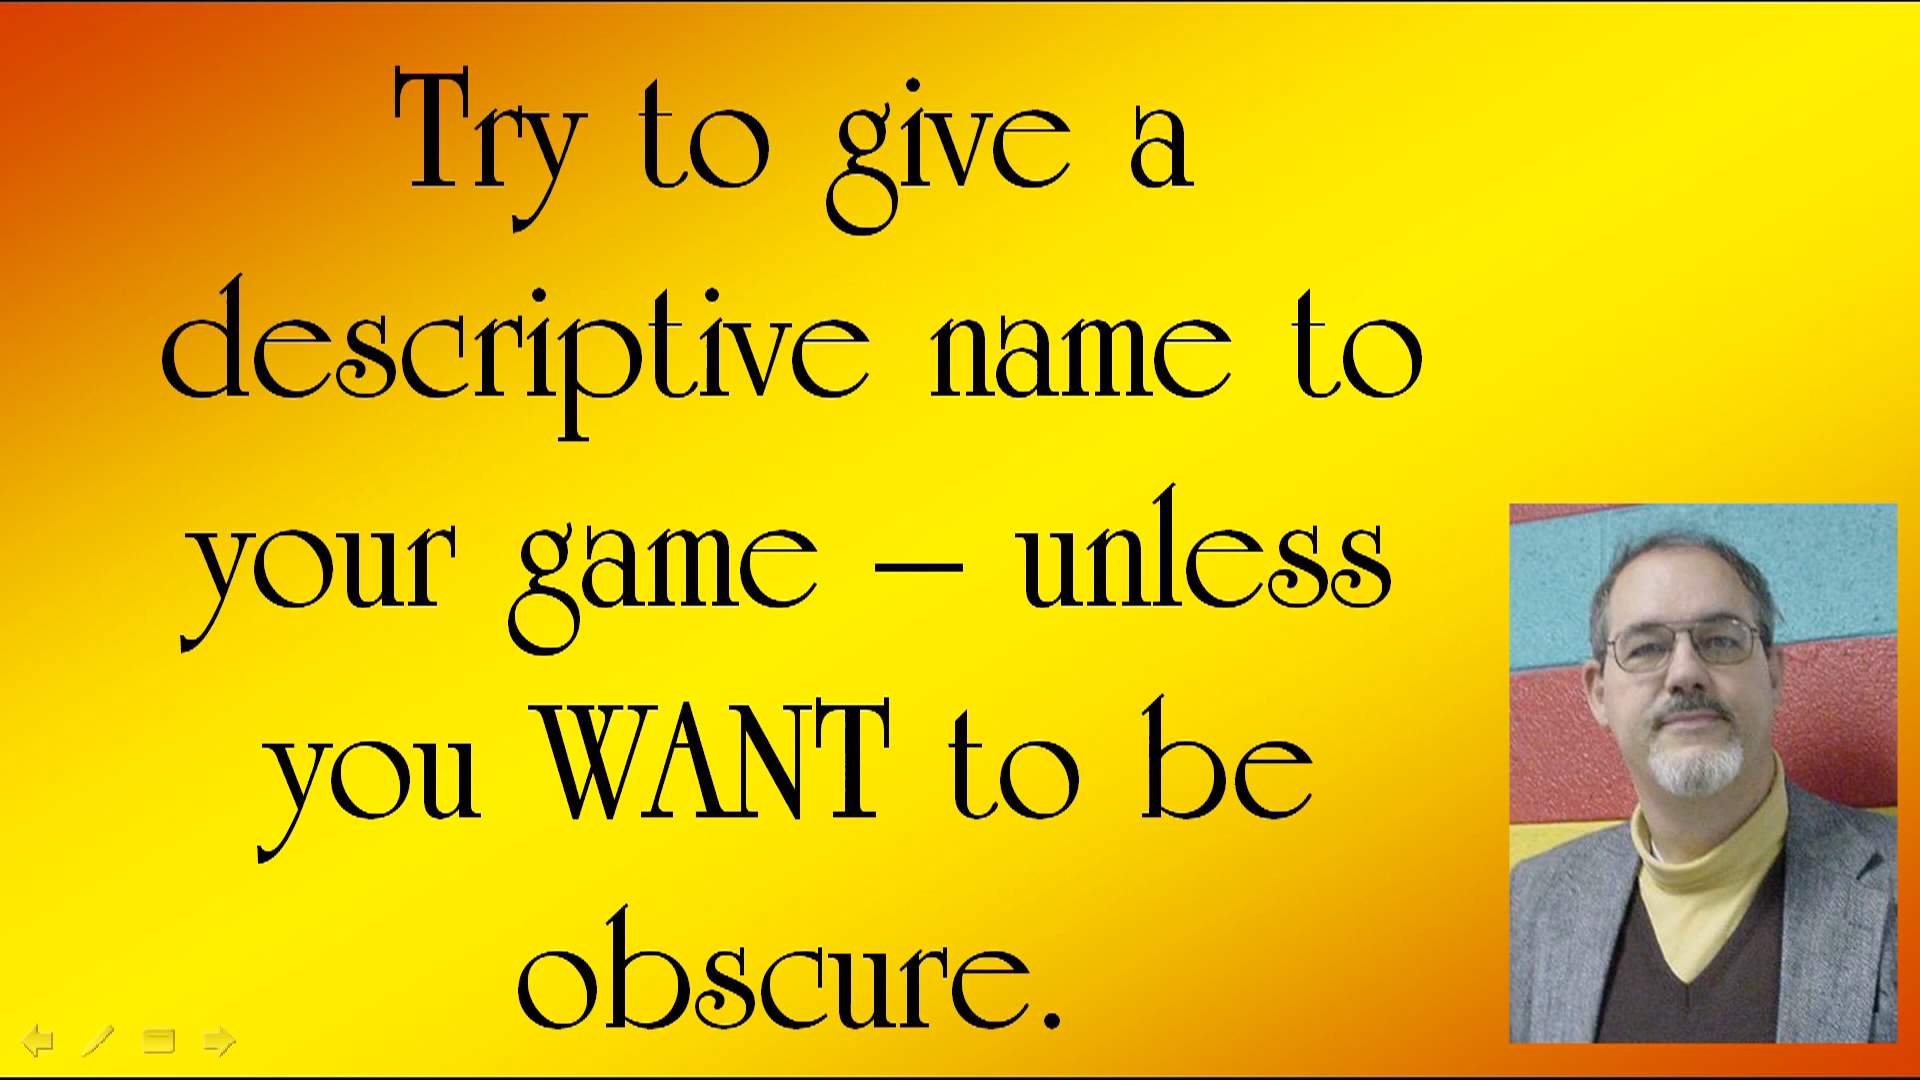 Try to give a
descriptive name to
your game – unless
you WANT to be
obscure.